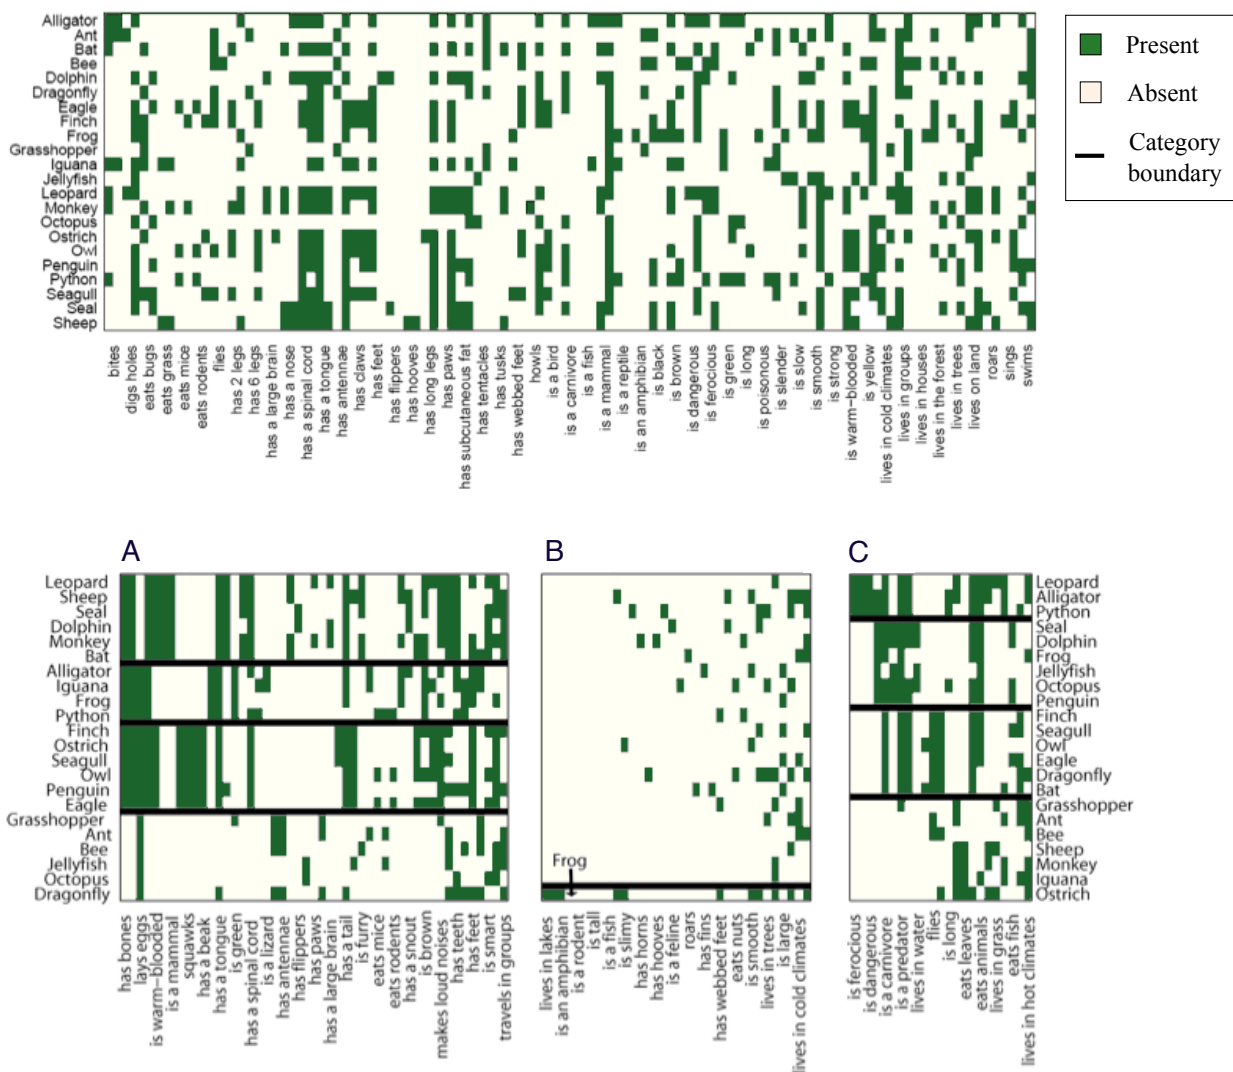 Alligator
Ant
Bat
Bee
Dolphin
Dragonfly
Eagle
Finch
Frog
Grasshopper
Iguana
Jellyfish
Leopard
Monkey
Octopus
Ostrich
Owl
Penguin
Python
Seagull
Seal
Sheep
Present
Absent
Category
boundary
bites
digs holes
eats bugs
eats grass
eats mice
eats rodents
flies
has 2 legs
has 6 legs
has a large brain
has a nose
has a spinal cord
has a tongue
has antennae
has claws
has feet
has flippers
has hooves
has long legs
has paws
has subcutaneous fat
has tentacles
has tusks
has webbed feet
howls
is a bird
is a carnivore
is a fish
is a mammal
is a reptile
is an amphibian
is black
is brown
is dangerous
is ferocious
is green
is long
is poisonous
is slender
is slow
is smooth
is strong
is warm−blooded
is yellow
lives in cold climates
lives in groups
lives in houses
lives in the forest
lives in trees
lives on land
roars
sings
swims
A
Leopard
Sheep
Seal
Dolphin
Monkey
Bat
Alligator
Iguana
Frog
Python
Finch
Ostrich
Seagull
Owl
Penguin
Eagle
Grasshopper
Ant
Bee
Jellyfish
Octopus
Dragonfly
has bones
lays eggs
is warm−blooded
is a mammal
squawks
has a beak
has a tongue
is green
has a spinal cord
is a lizard
has antennae
has flippers
has paws
has a large brain
has a tail
is furry
eats mice
eats rodents
has a snout
is brown
makes loud noises
has teeth
has feet
is smart
travels in groups
B
Frog
lives in lakes
is an amphibian
is a rodent
is tall
is a fish
is slimy
has horns
has hooves
is a feline
roars
has fins
has webbed feet
eats nuts
is smooth
lives in trees
is large
lives in cold climates
C
Leopard
Alligator
Python
Seal
Dolphin
Frog
Jellyfish
Octopus
Penguin
Finch
Seagull
Owl
Eagle
Dragonfly
Bat
Grasshopper
Ant
Bee
Sheep
Monkey
Iguana
Ostrich
is ferocious
is dangerous
is a carnivore
is a predator
lives in water
flies
is long
eats leaves
eats animals
lives in grass
eats fish
lives in hot climates